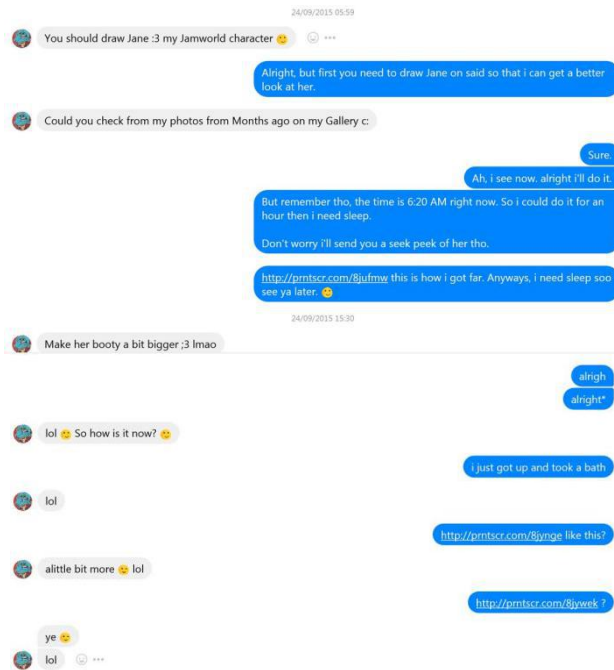 24/09/2015 05:59
You should draw Jane :3 my Jamworld character
Alright, but first you need to draw Jane on said so that i can get a better
look at her.
Could you check from my photos from Months ago on my Gallery c:
Sure.
Ah, i see now. alright i'll do it.
But remember tho, the time is 6:20 AM right now. So i could do it for an
hour then i need sleep.
Don't worry i'll send you a seek peek of her tho.
http://prntscr.com/8jufmw this is how i got far. Anyways, i need sleep soo
see ya later.
24/09/2015 15:30
Make her booty a bit bigger ;3 lmao
alrigh
alright*
lol So how is it now?
i just got up and took a bath
lol
http://prntscr.com/8jynge like this?
alittle bit more lol
http://prntscr.com/8jywek ?
ye
lol